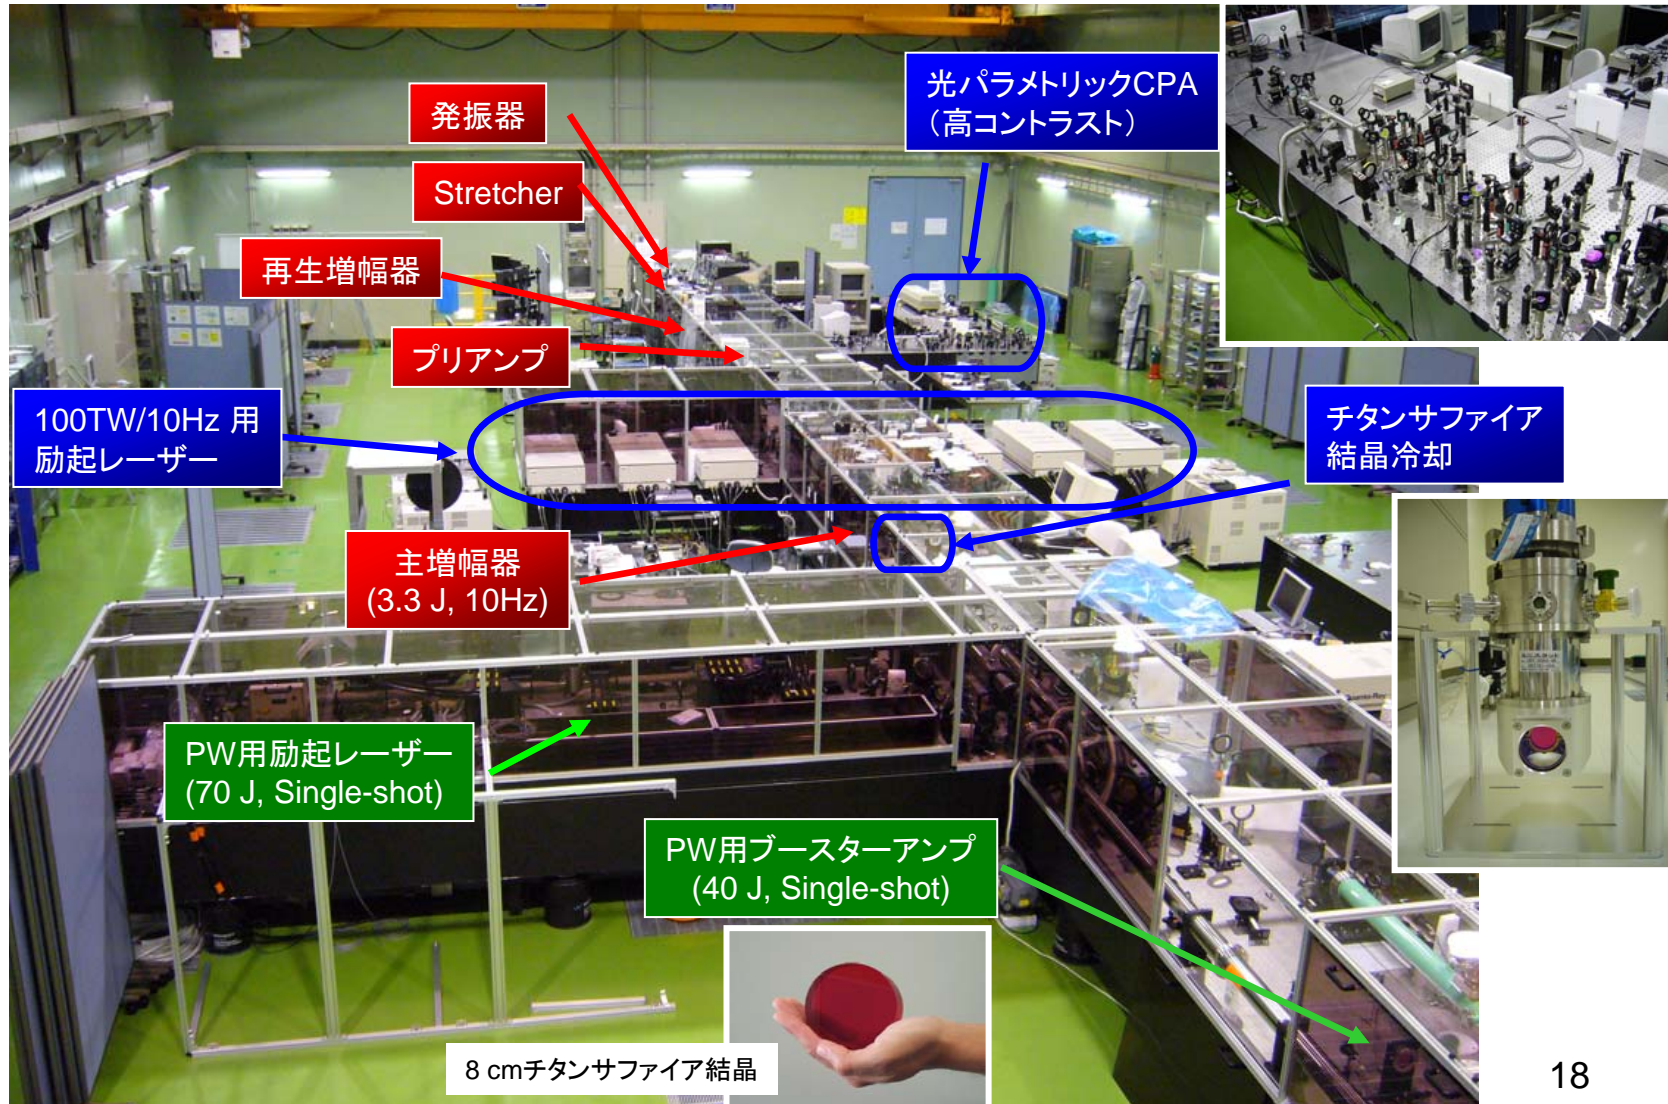 発振器
Stretcher
再生増幅器
プリアンプ
光パラメトリックCPA
（高コントラスト）
100TW/10Hz 用
励起レーザー
チタンサファイア
結晶冷却
主増幅器
(3.3 J, 10Hz)
PW用励起レーザー
(70 J, Single-shot)
PW用ブースターアンプ
(40 J, Single-shot)
8 cmチタンサファイア結晶
18